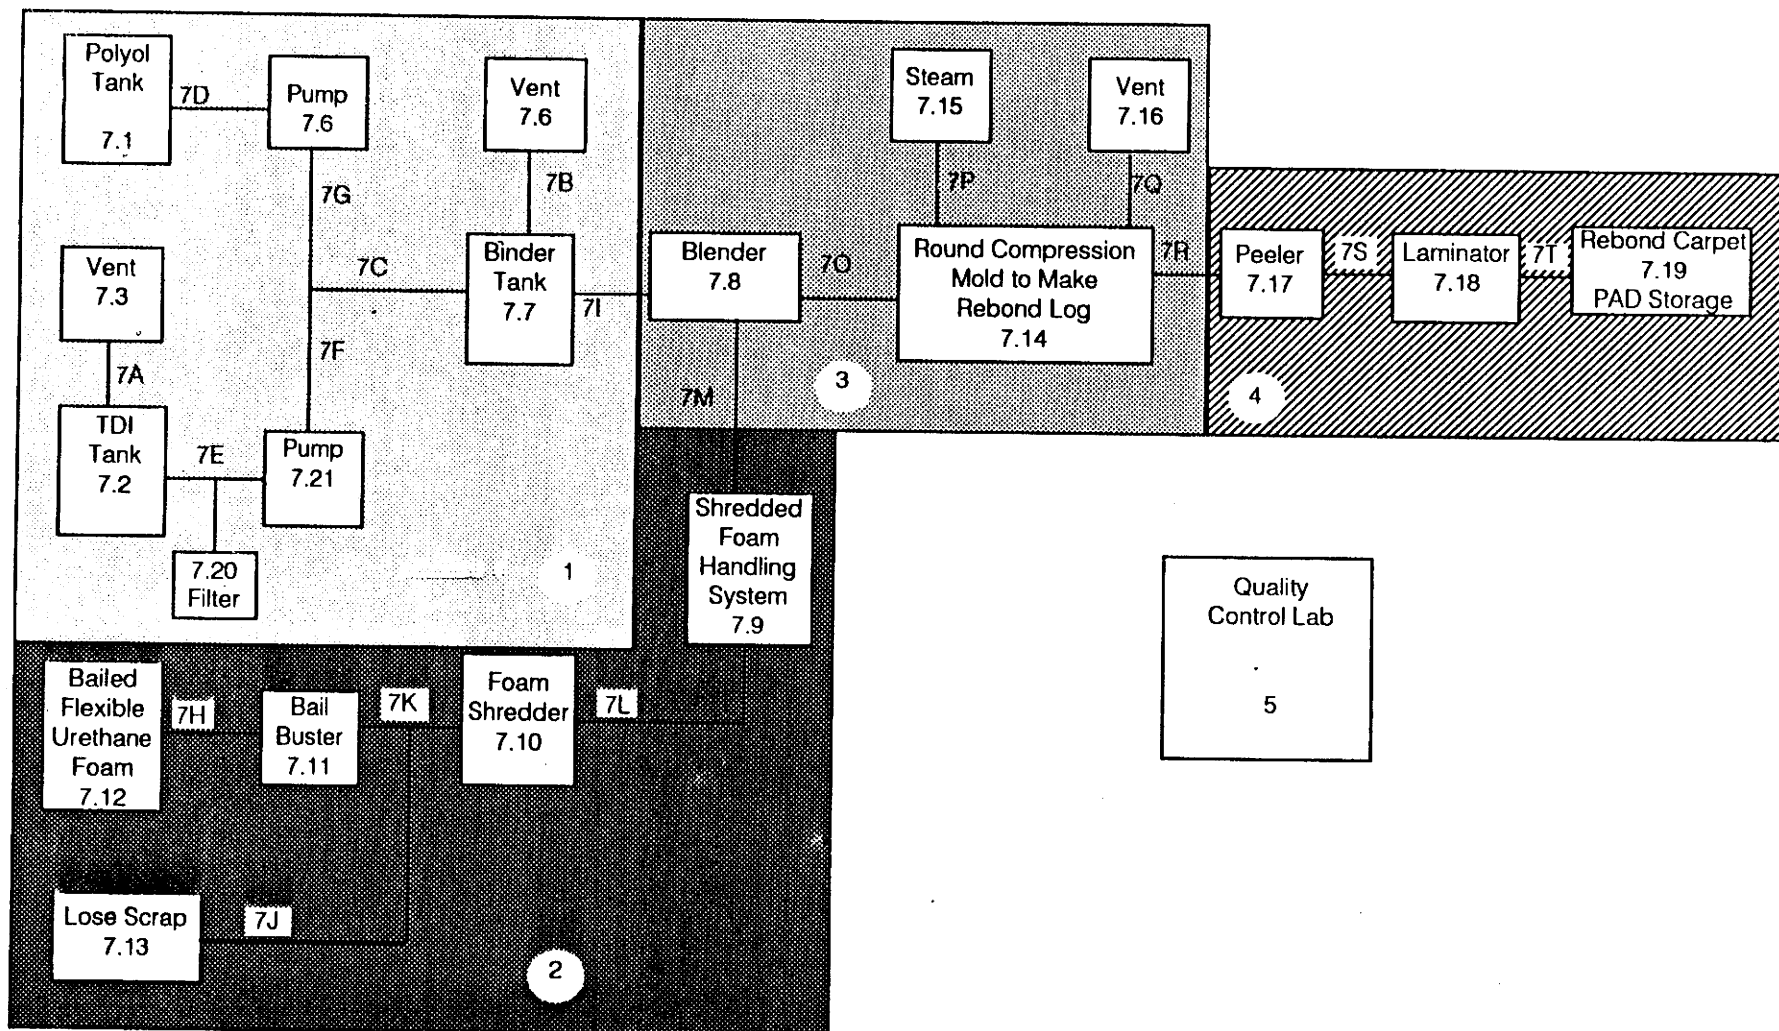 Polyol
Tank
7.1
7D
Pump
7.6
Vent
7.6
7G
7B
Vent
7.3
7C
Binder
Tank
7.7
7I
7A
7F
TDI
Tank
7.2
7E
Pump
7.21
7.20
Filter
1
Steam
7.15
Vent
7.16
7P
7Q
Blender
7.8
7O
Round Compression
Mold to Make
Rebond Log
7.14
7R
7M
3
Peeler
7.17
7S
Laminator
7.18
7T
Rebond Carpet
7.19
PAD Storage
4
Shredded
Foam
Handling
System
7.9
Bailed
Flexible
Urethane
Foam
7.12
7H
Bail
Buster
7.11
7K
Foam
Shredder
7.10
7L
Lose Scrap
7.13
7J
2
Quality
Control Lab
5